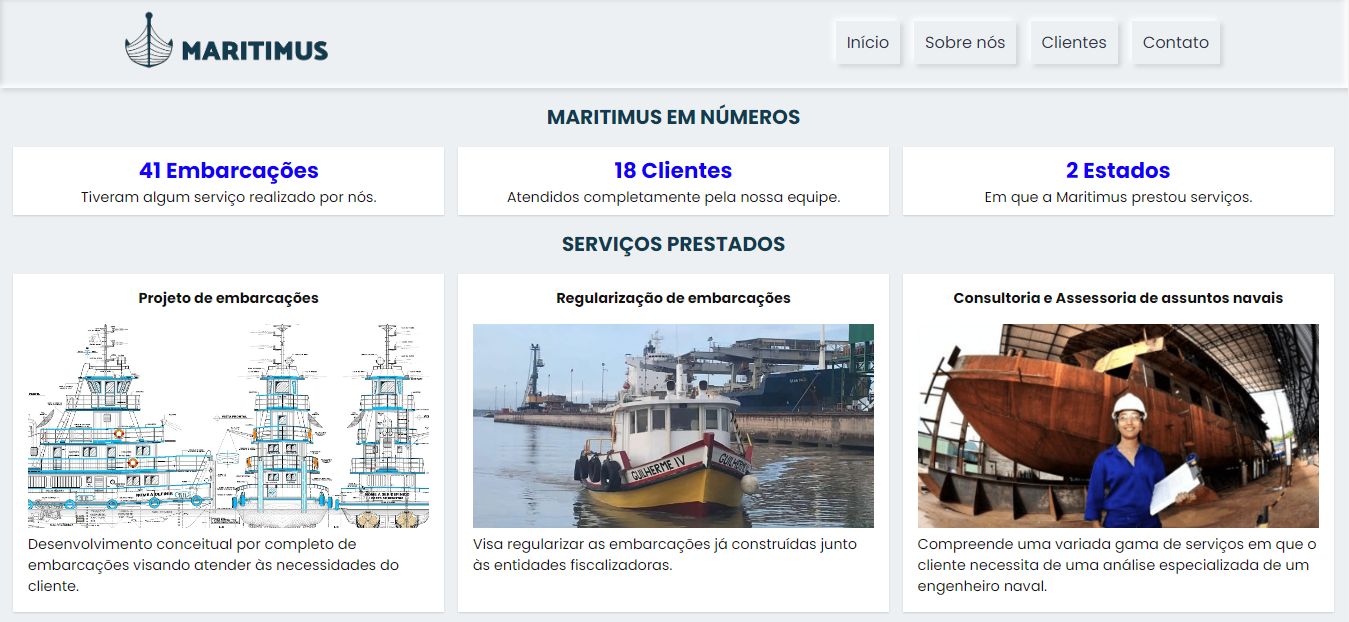 MARITIMUS
Início
Sobre nós
Clientes
Contato
MARITIMUS EM NÚMEROS
41 Embarcações
Tiveram algum serviço realizado por nós.
18 Clientes
Atendidos completamente pela nossa equipe.
2 Estados
Em que a Maritimus prestou serviços.
SERVIÇOS PRESTADOS
Projeto de embarcações
Desenvolvimento conceitual por completo de
embarcações visando atender às necessidades do
cliente.
Regularização de embarcações
GUILHERME IV
GUILHERME
Visa regularizar as embarcações já construídas junto
às entidades fiscalizadoras.
Consultoria e Assessoria de assuntos navais
Compreende uma variada gama de serviços em que o
cliente necessita de uma análise especializada de um
engenheiro naval.